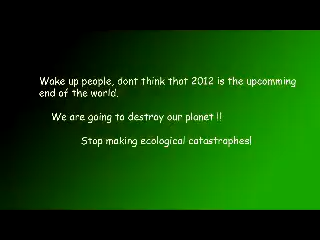 Wake up people, dont think that 2012 is the upcomming
end of the world.
We are going to destroy our planet !!
Stop making ecological catastraphes!